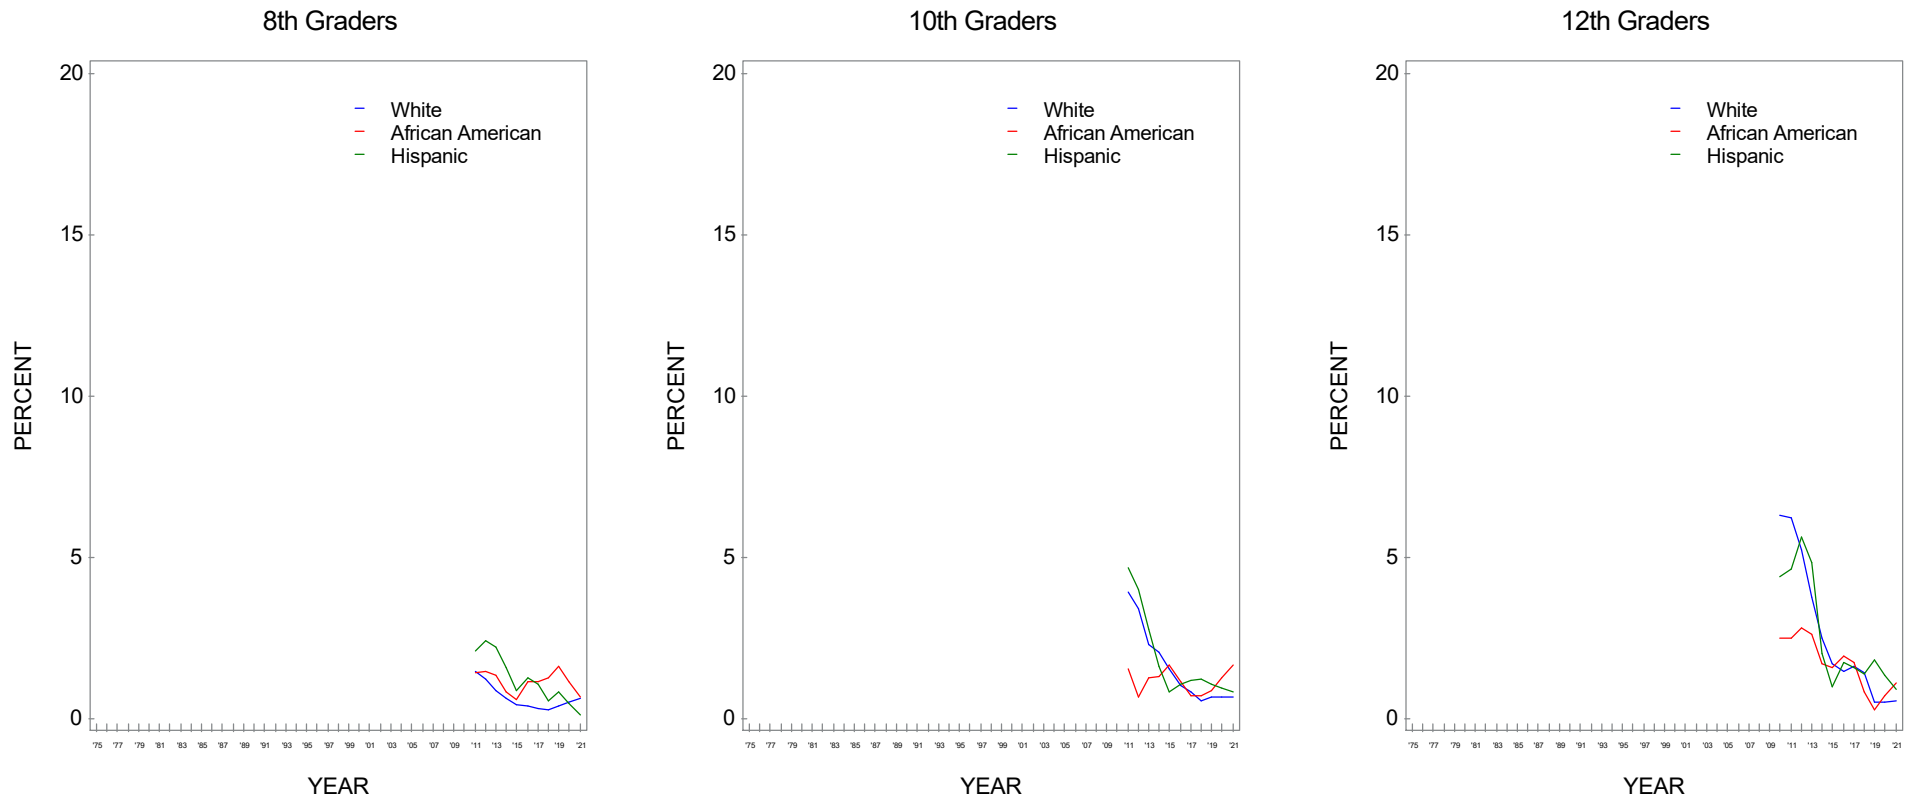 8th Graders
20
15
10
5
0
PERCENT
White
African American
Hispanic
'75 '77 '79 '81 '83 '85 '87 '89 '91 '93 '95 '97 '99 '01 '03 '05 '07 '09 '11 '13 '15 '17 '19 '21
YEAR
10th Graders
20
15
10
5
0
PERCENT
White
African American
Hispanic
'75 '77 '79 '81 '83 '85 '87 '89 '91 '93 '95 '97 '99 '01 '03 '05 '07 '09 '11 '13 '15 '17 '19 '21
YEAR
12th Graders
20
15
10
5
0
PERCENT
White
African American
Hispanic
'75 '77 '79 '81 '83 '85 '87 '89 '91 '93 '95 '97 '99 '01 '03 '05 '07 '09 '11 '13 '15 '17 '19 '21
YEAR